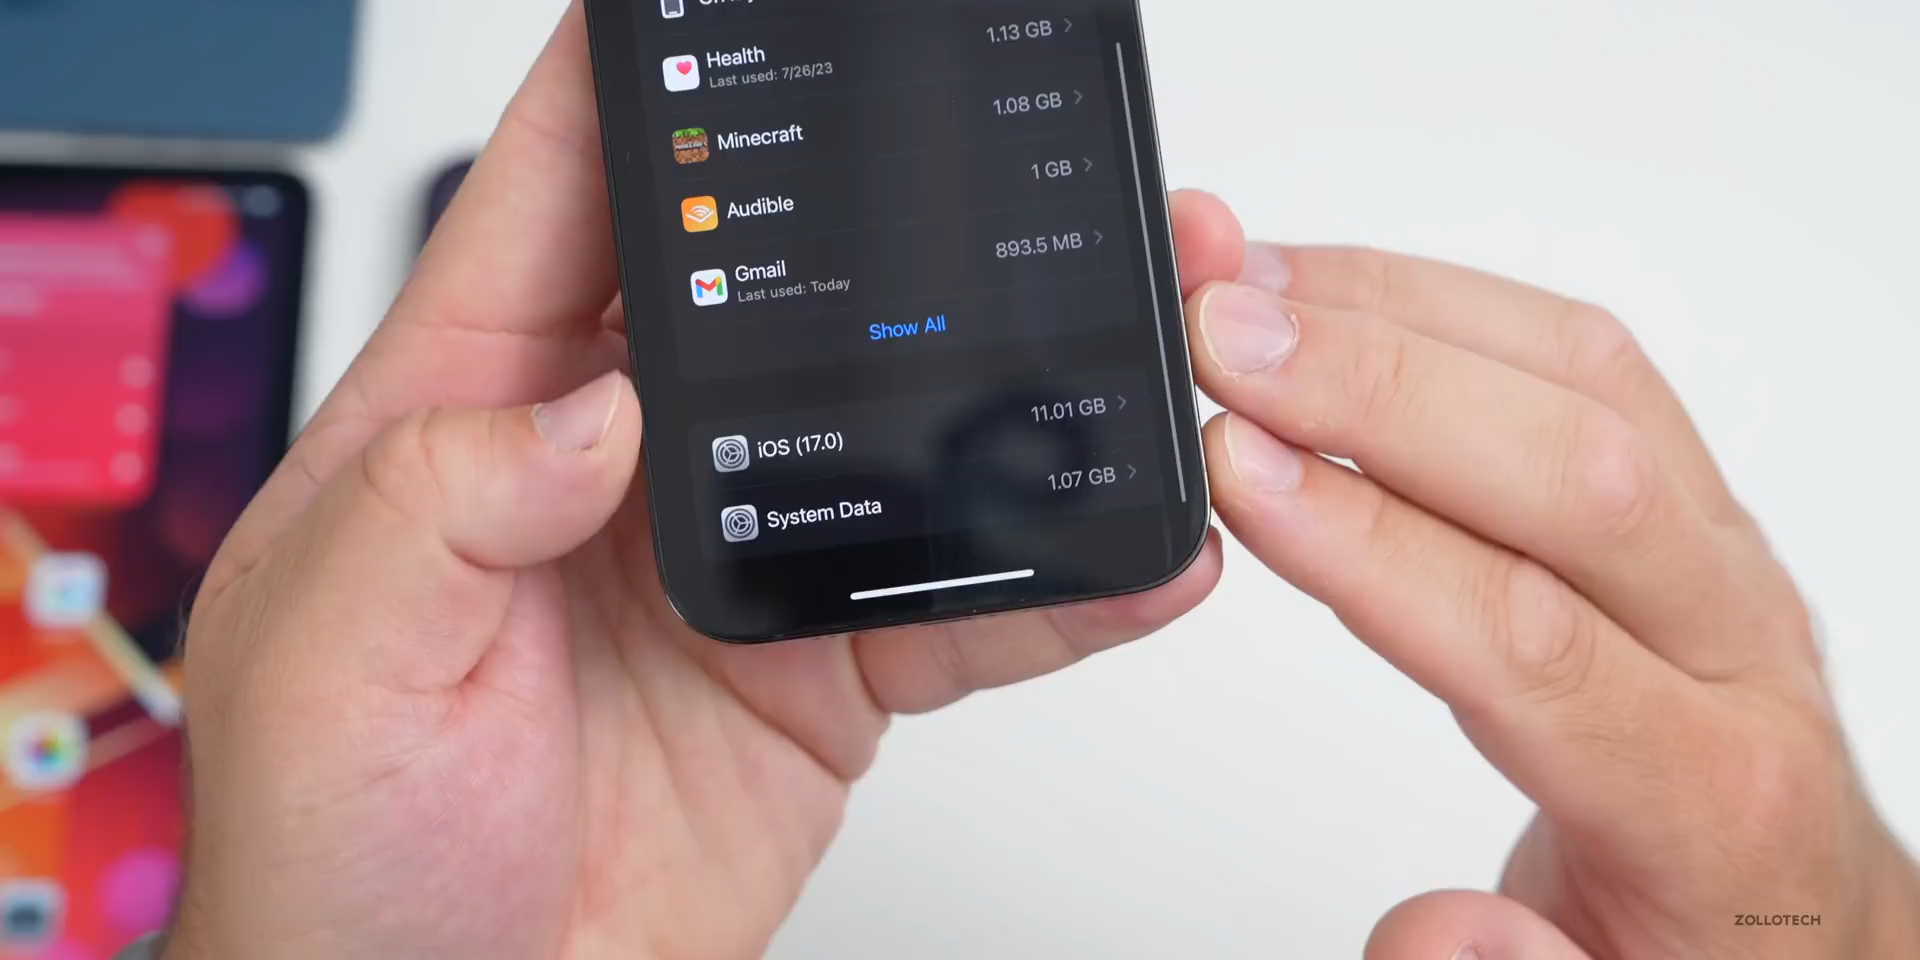 Health
1.13 GB
Last used: 7/26/23
Minecraft
1.08 GB
Audible
1 GB
Gmail
893.5 MB
Last used: Today
Show All
iOS (17.0)
11.01 GB
System Data
1.07 GB
ZOLLOTECH